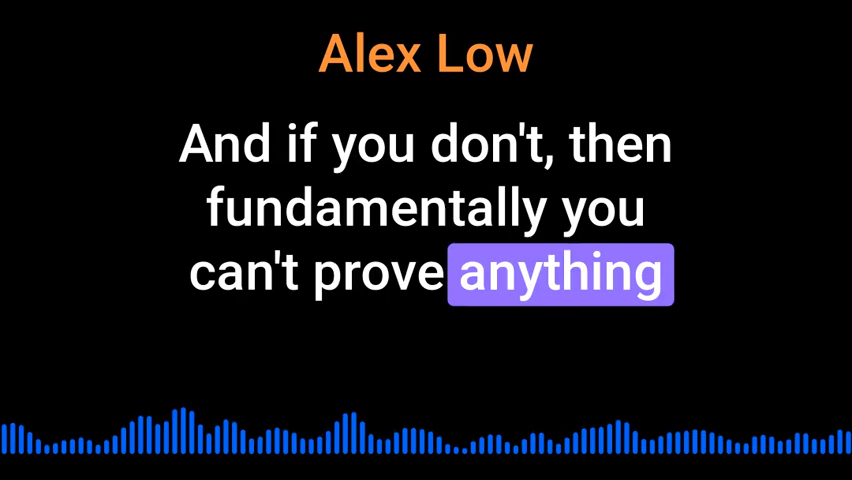 Alex Low
And if you don't, then
fundamentally you
can't prove anything